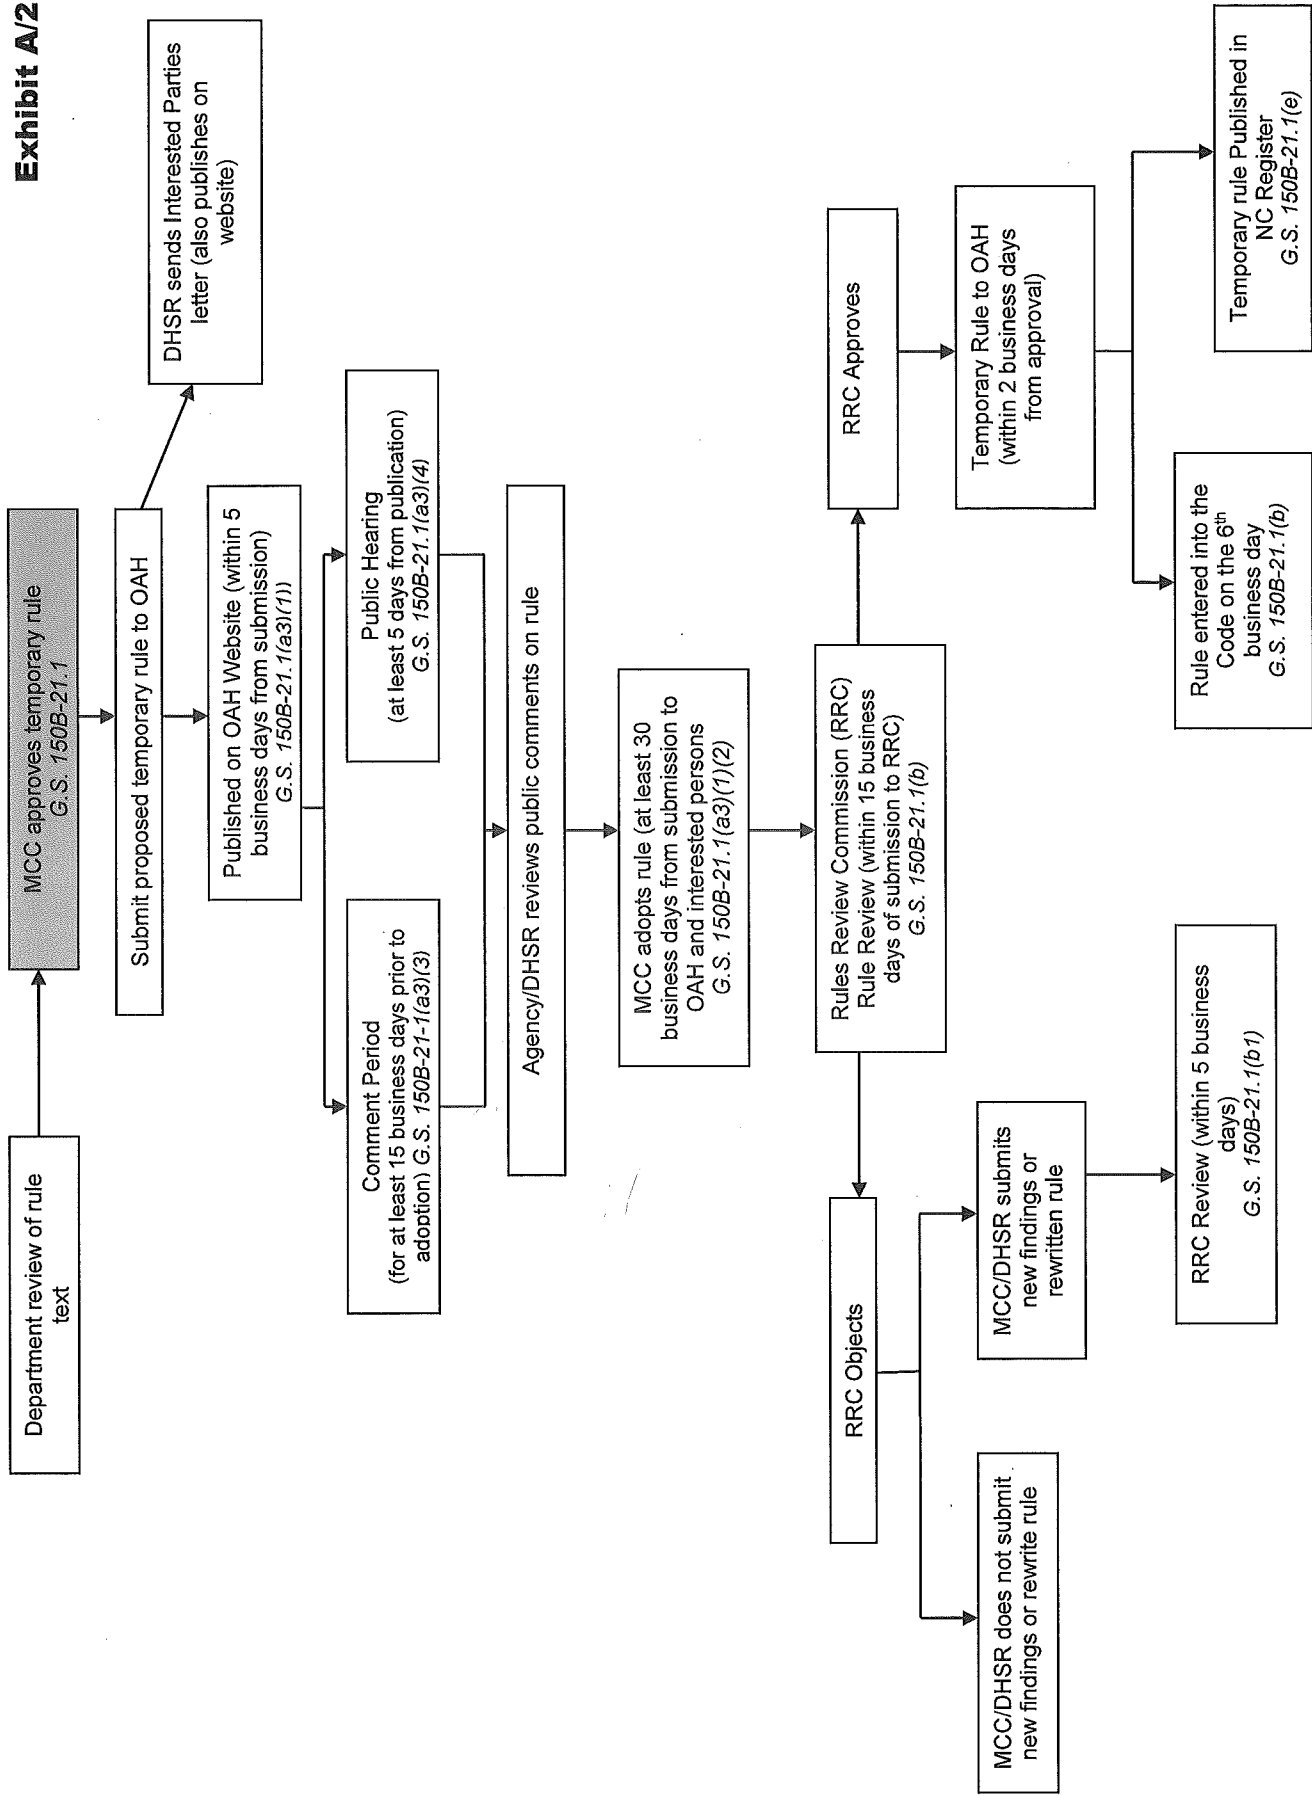 Exhibit A/2
Department review of rule
text
MCC approves temporary rule
G.S. 150B-21.1
Submit proposed temporary rule to OAH
DHSR sends Interested Parties
letter (also publishes on
website)
Published on OAH Website (within 5
business days from submission)
G.S. 150B-21.1(a3)(1))
Comment Period
(for at least 15 business days prior to
adoption) G.S. 150B-21-1(a3)(3)
Public Hearing
(at least 5 days from publication)
G.S. 150B-21.1(a3)(4)
Agency/DHSR reviews public comments on rule
MCC adopts rule (at least 30
business days from submission to
OAH and interested persons
G.S. 150B-21.1(a3)(1)(2)
Rules Review Commission (RRC)
Rule Review (within 15 business
days of submission to RRC)
G.S. 150B-21.1(b)
RRC Objects
RRC Approves
MCC/DHSR does not submit
new findings or rewrite rule
MCC/DHSR submits
new findings or
rewritten rule
Temporary Rule to OAH
(within 2 business days
from approval)
RRC Review (within 5 business
days)
G.S. 150B-21.1(b1)
Rule entered into the
Code on the 6th
business day
G.S. 150B-21.1(b)
Temporary rule Published in
NC Register
G.S. 150B-21.1(e)